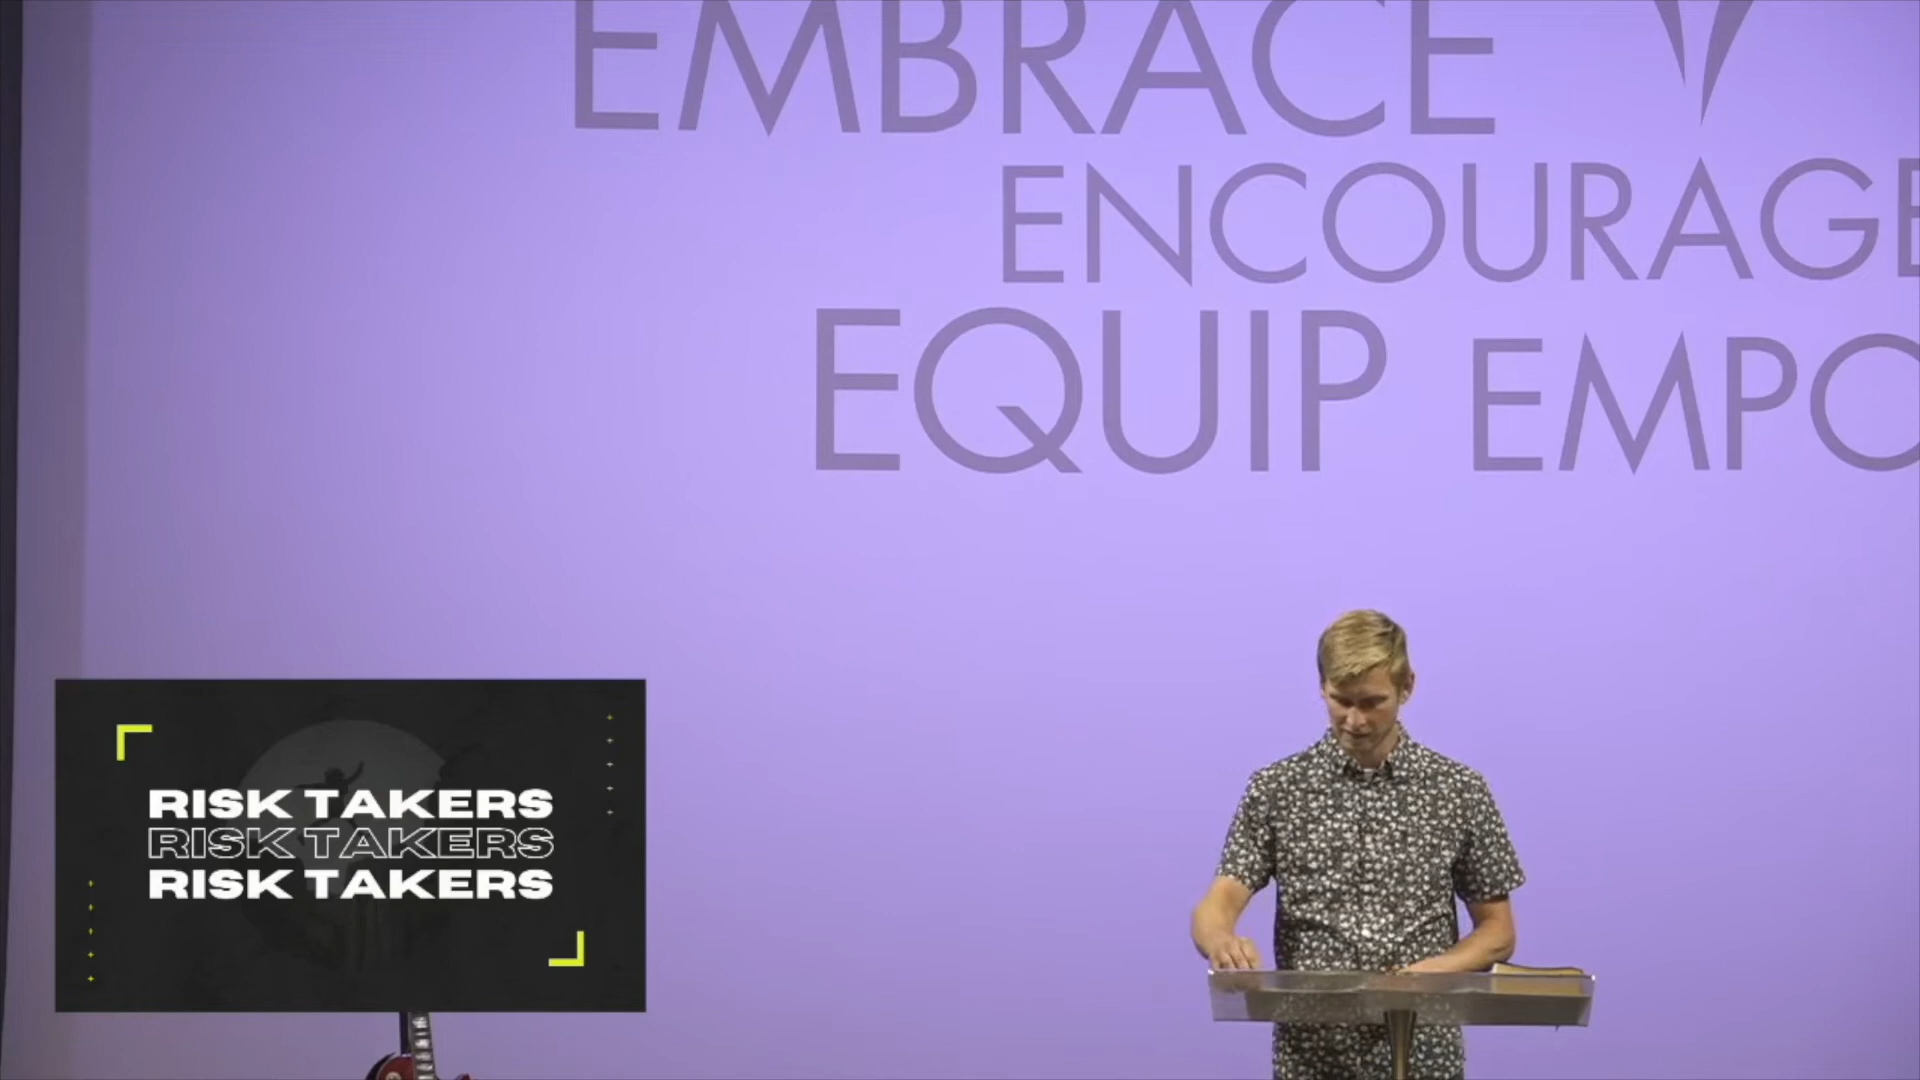 EMBRACE
ENCOURAGE
EQUIP EMPO
RISK TAKERS
RISK TAKERS
RISK TAKERS